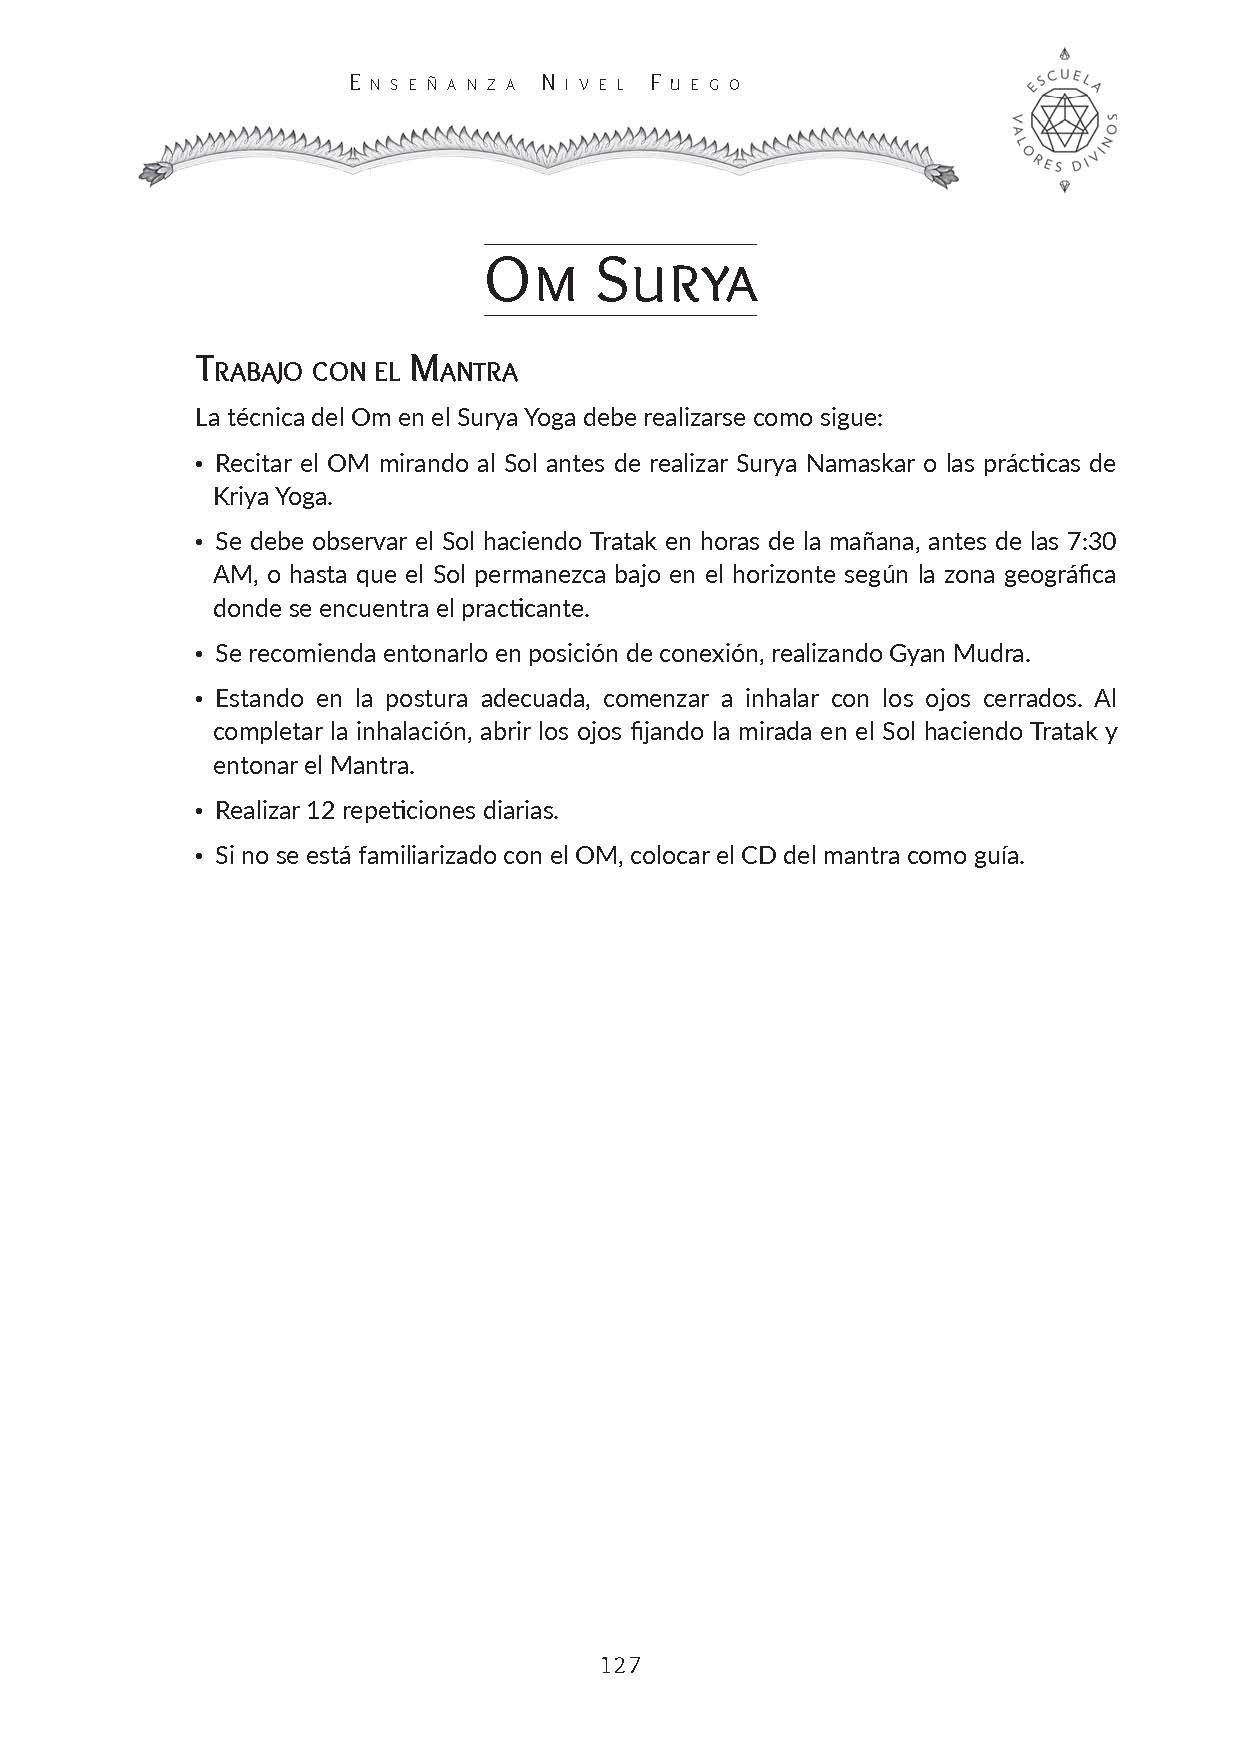 Enseñanza Nivel Fuego
ESCUELA
VALORES DIVINOS
Om Surya
Trabajo con el Mantra
La técnica del Om en el Surya Yoga debe realizarse como sigue:
• Recitar el OM mirando al Sol antes de realizar Surya Namaskar o las prácticas de
Kriya Yoga.
• Se debe observar el Sol haciendo Tratak en horas de la mañana, antes de las 7:30
AM, o hasta que el Sol permanezca bajo en el horizonte según la zona geográfica
donde se encuentra el practicante.
• Se recomienda entonarlo en posición de conexión, realizando Gyan Mudra.
• Estando en la postura adecuada, comenzar a inhalar con los ojos cerrados. Al
completar la inhalación, abrir los ojos fijando la mirada en el Sol haciendo Tratak y
entonar el Mantra.
• Realizar 12 repeticiones diarias.
• Si no se está familiarizado con el OM, colocar el CD del mantra como guía.
127